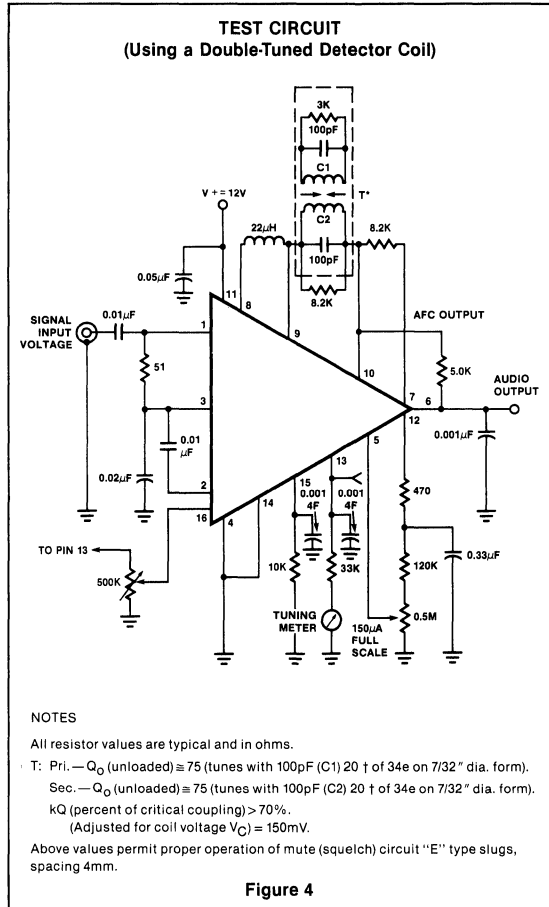 TEST CIRCUIT
(Using a Double-Tuned Detector Coil)
3K
100pF
C1
T*
C2
V + = 12V
22µH
8.2K
100pF
0.05µF
8.2K
11
8
SIGNAL
INPUT
VOLTAGE
0.01µF
1
9
AFC OUTPUT
10
5.0K
51
7
6
AUDIO
OUTPUT
3
12
0.01
µF
5
0.001µF
13
0.02µF
2
15
0.001
4F
0.001
4F
470
16
4
14
TO PIN 13
10K
33K
120K
0.33µF
500K
TUNING
METER
150µA
FULL
SCALE
0.5M
NOTES
All resistor values are typical and in ohms.
T: Pri. — Qo (unloaded) ≅ 75 (tunes with 100pF (C1) 20 † of 34e on 7/32" dia. form).
Sec. — Qo (unloaded) ≅ 75 (tunes with 100pF (C2) 20 † of 34e on 7/32" dia. form).
kQ (percent of critical coupling) > 70%.
(Adjusted for coil voltage VC) = 150mV.
Above values permit proper operation of mute (squelch) circuit "E" type slugs,
spacing 4mm.
Figure 4